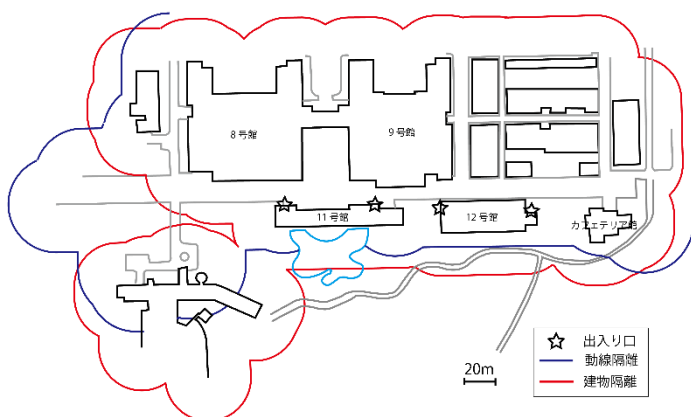 8号館
9号館
11号館
12号館
カフェテリア館
出入り口
動線隔離
建物隔離
20m